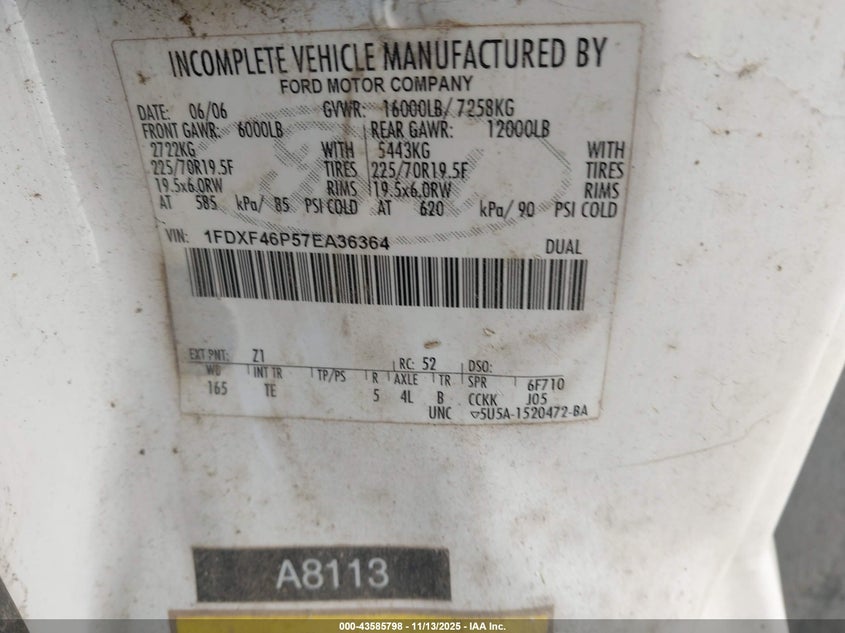 INCOMPLETE VEHICLE MANUFACTURED BY
FORD MOTOR COMPANY
DATE: 06/06 GVWR: 16000LB/ 7258KG
FRONT GAWR: 6000LB REAR GAWR: 12000LB
2722KG WITH 5443KG WITH
225/70R19.5F TIRES 225/70R19.5F TIRES
19.5x6.0RW RIMS 19.5x6.0RW RIMS
AT 585 kPa/ 85 PSI COLD AT 620 kPa/ 90 PSI COLD
VIN: 1FDXF46P57EA36364 DUAL
EXT PNT: Z1 RC: 52 DSO:
WB INT TR TP/PS R AXLE TR SPR 6F710
165 TE 5 4L B CCKK J05
UNC ▽5U5A-1520472-BA
A8113
000-43585798 - 11/13/2025 - IAA Inc.